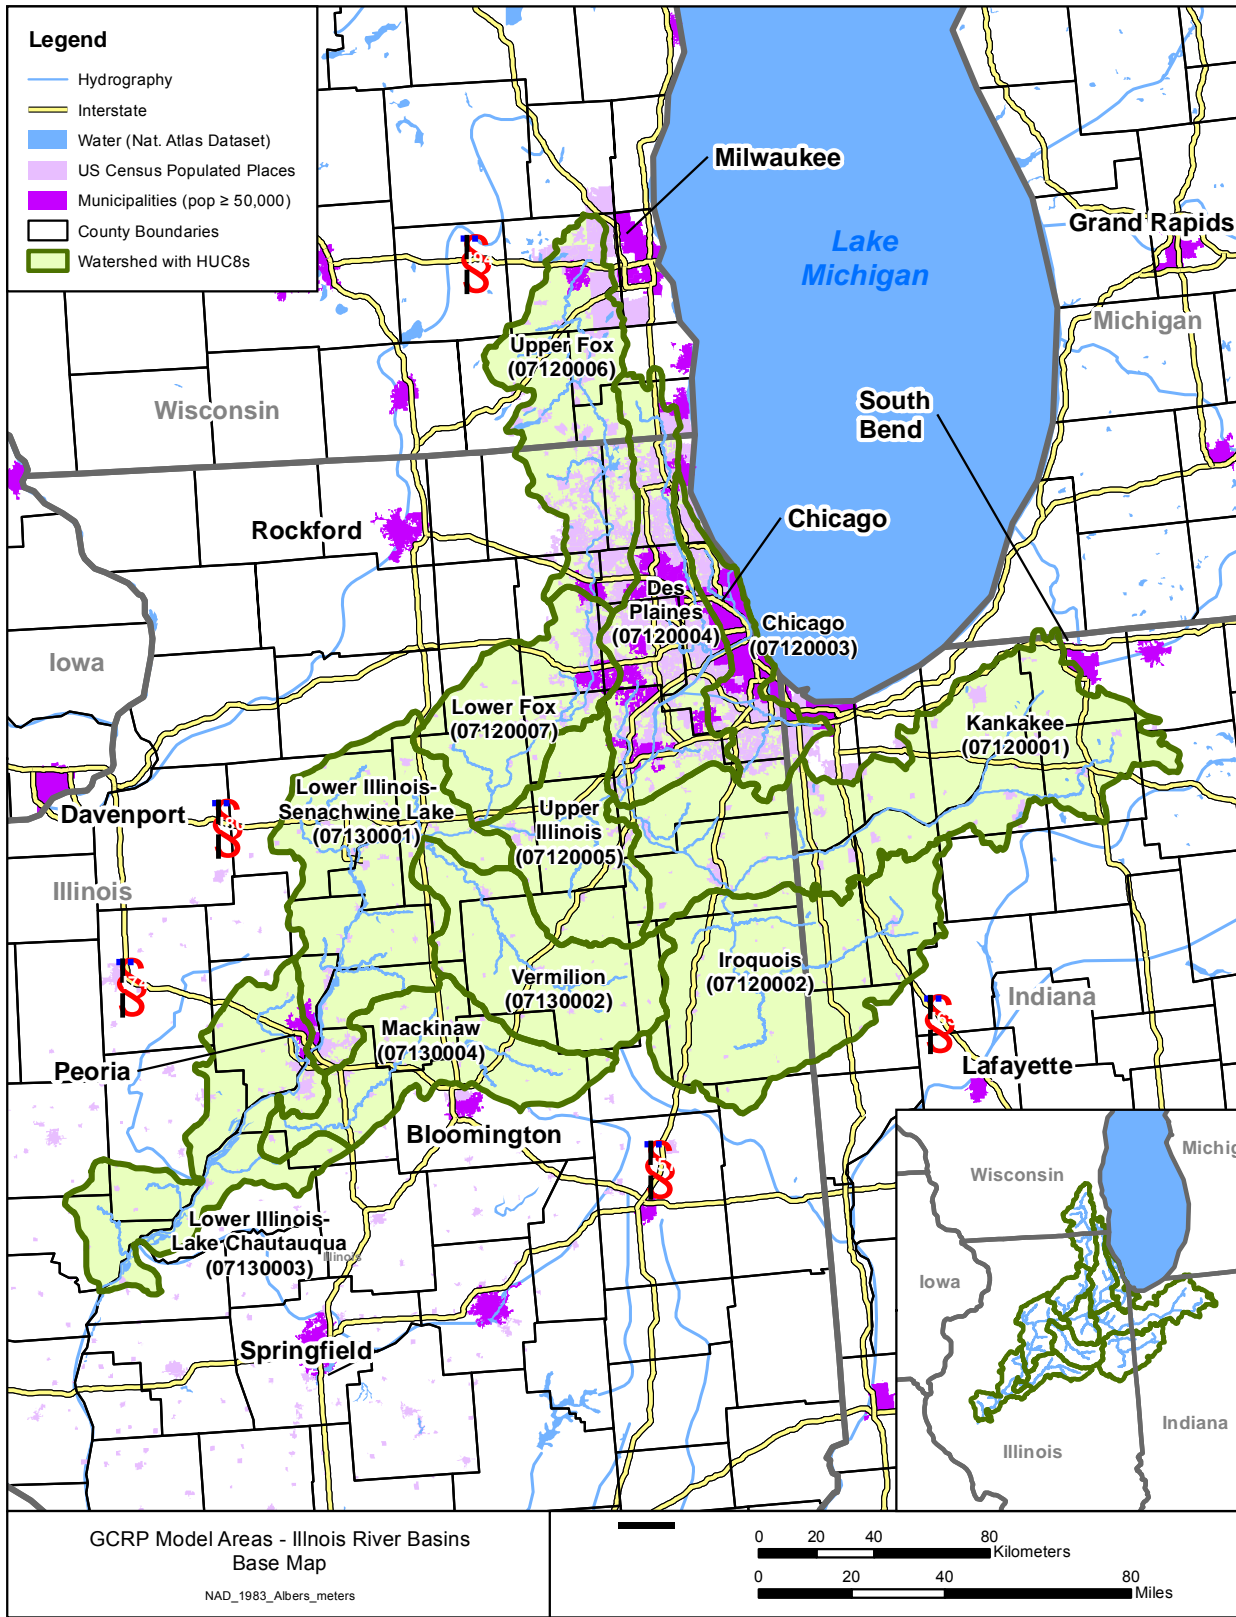 Legend
Hydrography
Interstate
Water (Nat. Atlas Dataset)
US Census Populated Places
Municipalities (pop ≥ 50,000)
County Boundaries
Watershed with HUC8s
Milwaukee
Grand Rapids
Lake
Michigan
Michigan
Upper Fox
(07120006)
Wisconsin
South
Bend
Rockford
Chicago
Des
Plaines
(07120004)
Chicago
(07120003)
Iowa
Lower Fox
(07120007)
Kankakee
(07120001)
Lower Illinois-
Senachwine Lake
(07130001)
Davenport
Upper
Illinois
(07120005)
Illinois
Vermilion
(07130002)
Iroquois
(07120002)
Indiana
Mackinaw
(07130004)
Peoria
Lafayette
Bloomington
Lower Illinois-
Lake Chautauqua
(07130003)
Illinois
Springfield
Wisconsin
Michig
Iowa
Illinois
Indiana
GCRP Model Areas - Illnois River Basins
Base Map
NAD_1983_Albers_meters
0 20 40 80
Kilometers
0 20 40 80
Miles